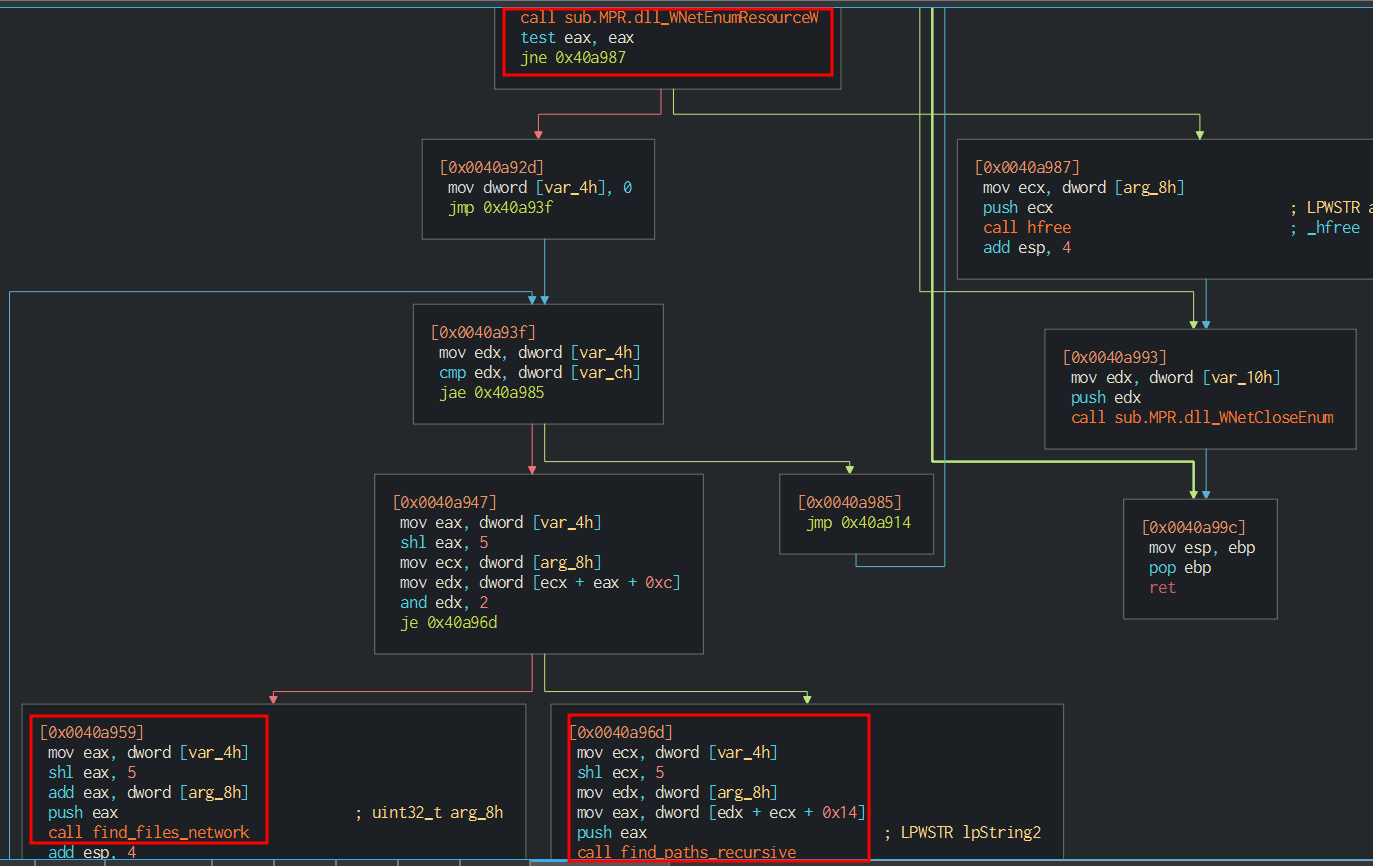 call sub.MPR.dll_WNetEnumResourceW
test eax, eax
jne 0x40a987
[0x0040a92d]
mov dword [var_4h], 0
jmp 0x40a93f
[0x0040a987]
mov ecx, dword [arg_8h]
push ecx ; LPWSTR a
call hfree ; _hfree
add esp, 4
[0x0040a93f]
mov edx, dword [var_4h]
cmp edx, dword [var_ch]
jae 0x40a985
[0x0040a993]
mov edx, dword [var_10h]
push edx
call sub.MPR.dll_WNetCloseEnum
[0x0040a947]
mov eax, dword [var_4h]
shl eax, 5
mov ecx, dword [arg_8h]
mov edx, dword [ecx + eax + 0xc]
and edx, 2
je 0x40a96d
[0x0040a985]
jmp 0x40a914
[0x0040a99c]
mov esp, ebp
pop ebp
ret
[0x0040a959]
mov eax, dword [var_4h]
shl eax, 5
add eax, dword [arg_8h]
push eax ; uint32_t arg_8h
call find_files_network
add esp, 4
[0x0040a96d]
mov ecx, dword [var_4h]
shl ecx, 5
mov edx, dword [arg_8h]
mov eax, dword [edx + ecx + 0x14]
push eax ; LPWSTR lpString2
call find_paths_recursive